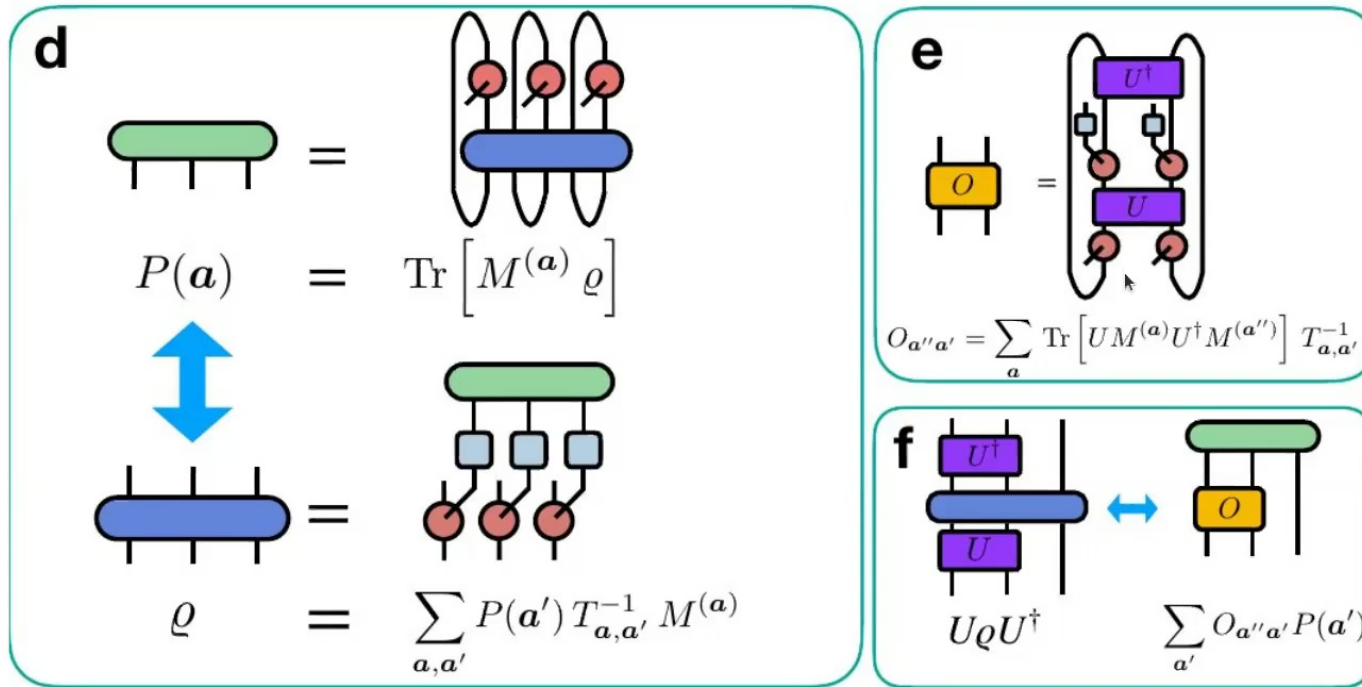 d
P(𝒂) = Tr [M^(𝒂) ϱ]
ϱ = ∑_{𝒂,𝒂′} P(𝒂′) T^{-1}_{𝒂,𝒂′} M^(𝒂)
e
U†
O = U
O_{𝒂″𝒂′} = ∑_𝒂 Tr [U M^(𝒂) U† M^(𝒂″)] T^{-1}_{𝒂,𝒂′}
f
U†
O
U
UϱU†
∑_{𝒂′} O_{𝒂″𝒂′} P(𝒂′)